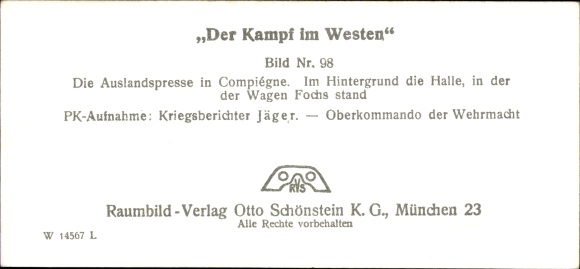 „Der Kampf im Westen“
Bild Nr. 98
Die Auslandspresse in Compiégne. Im Hintergrund die Halle, in der
der Wagen Fochs stand
PK-Aufnahme: Kriegsberichter Jäger. — Oberkommando der Wehrmacht
RVS
Raumbild-Verlag Otto Schönstein K. G., München 23
Alle Rechte vorbehalten
W 14567 L